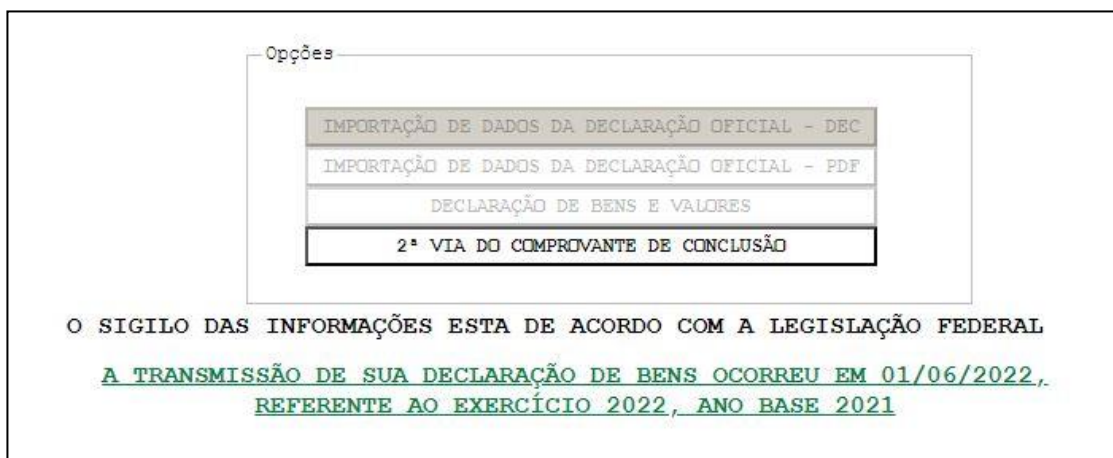 Opções
IMPORTAÇÃO DE DADOS DA DECLARAÇÃO OFICIAL - DEC
IMPORTAÇÃO DE DADOS DA DECLARAÇÃO OFICIAL - PDF
DECLARAÇÃO DE BENS E VALORES
2ª VIA DO COMPROVANTE DE CONCLUSÃO
O SIGILO DAS INFORMAÇÕES ESTA DE ACORDO COM A LEGISLAÇÃO FEDERAL
A TRANSMISSÃO DE SUA DECLARAÇÃO DE BENS OCORREU EM 01/06/2022,
REFERENTE AO EXERCÍCIO 2022, ANO BASE 2021